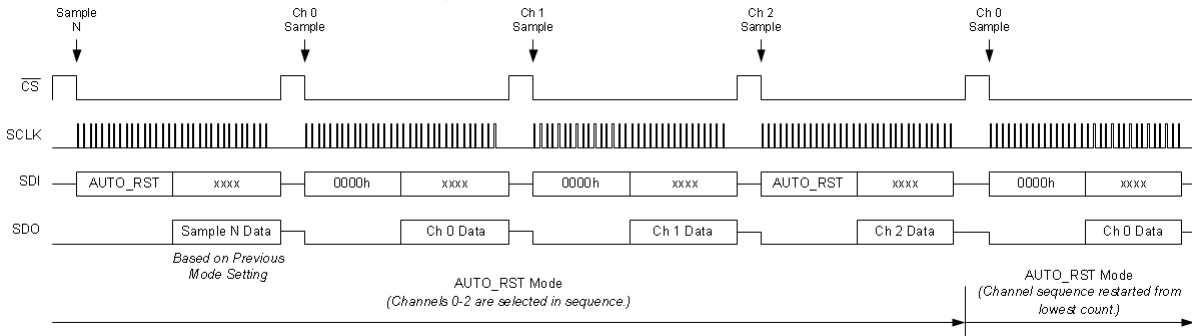 Sample
N
Ch 0
Sample
Ch 1
Sample
Ch 2
Sample
Ch 0
Sample
CS
SCLK
SDI
AUTO_RST
xxxx
0000h
xxxx
0000h
xxxx
AUTO_RST
xxxx
0000h
xxxx
SDO
Sample N Data
Ch 0 Data
Ch 1 Data
Ch 2 Data
Ch 0 Data
Based on Previous
Mode Setting
AUTO_RST Mode
(Channels 0-2 are selected in sequence.)
AUTO_RST Mode
(Channel sequence restarted from
lowest count.)